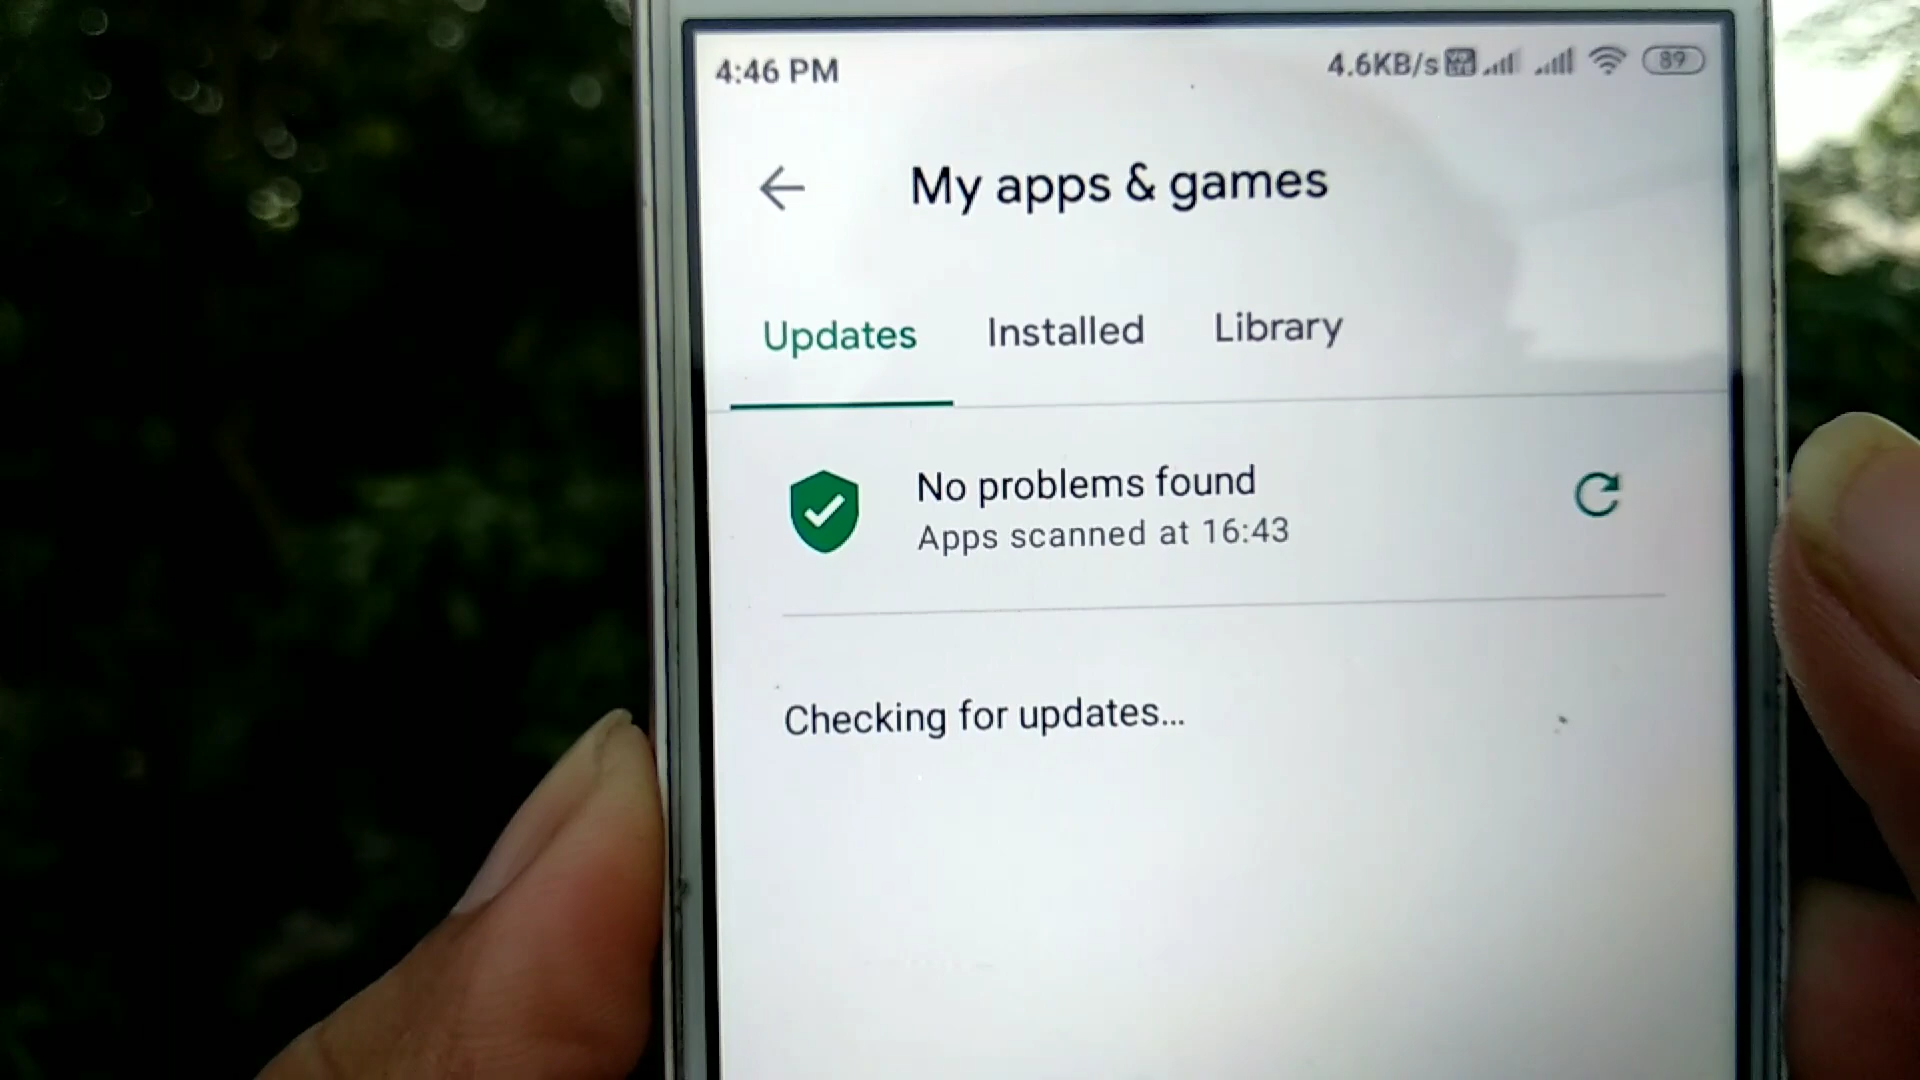 4:46 PM 4.6KB/s 89
My apps & games
Updates Installed Library
No problems found
Apps scanned at 16:43
Checking for updates...